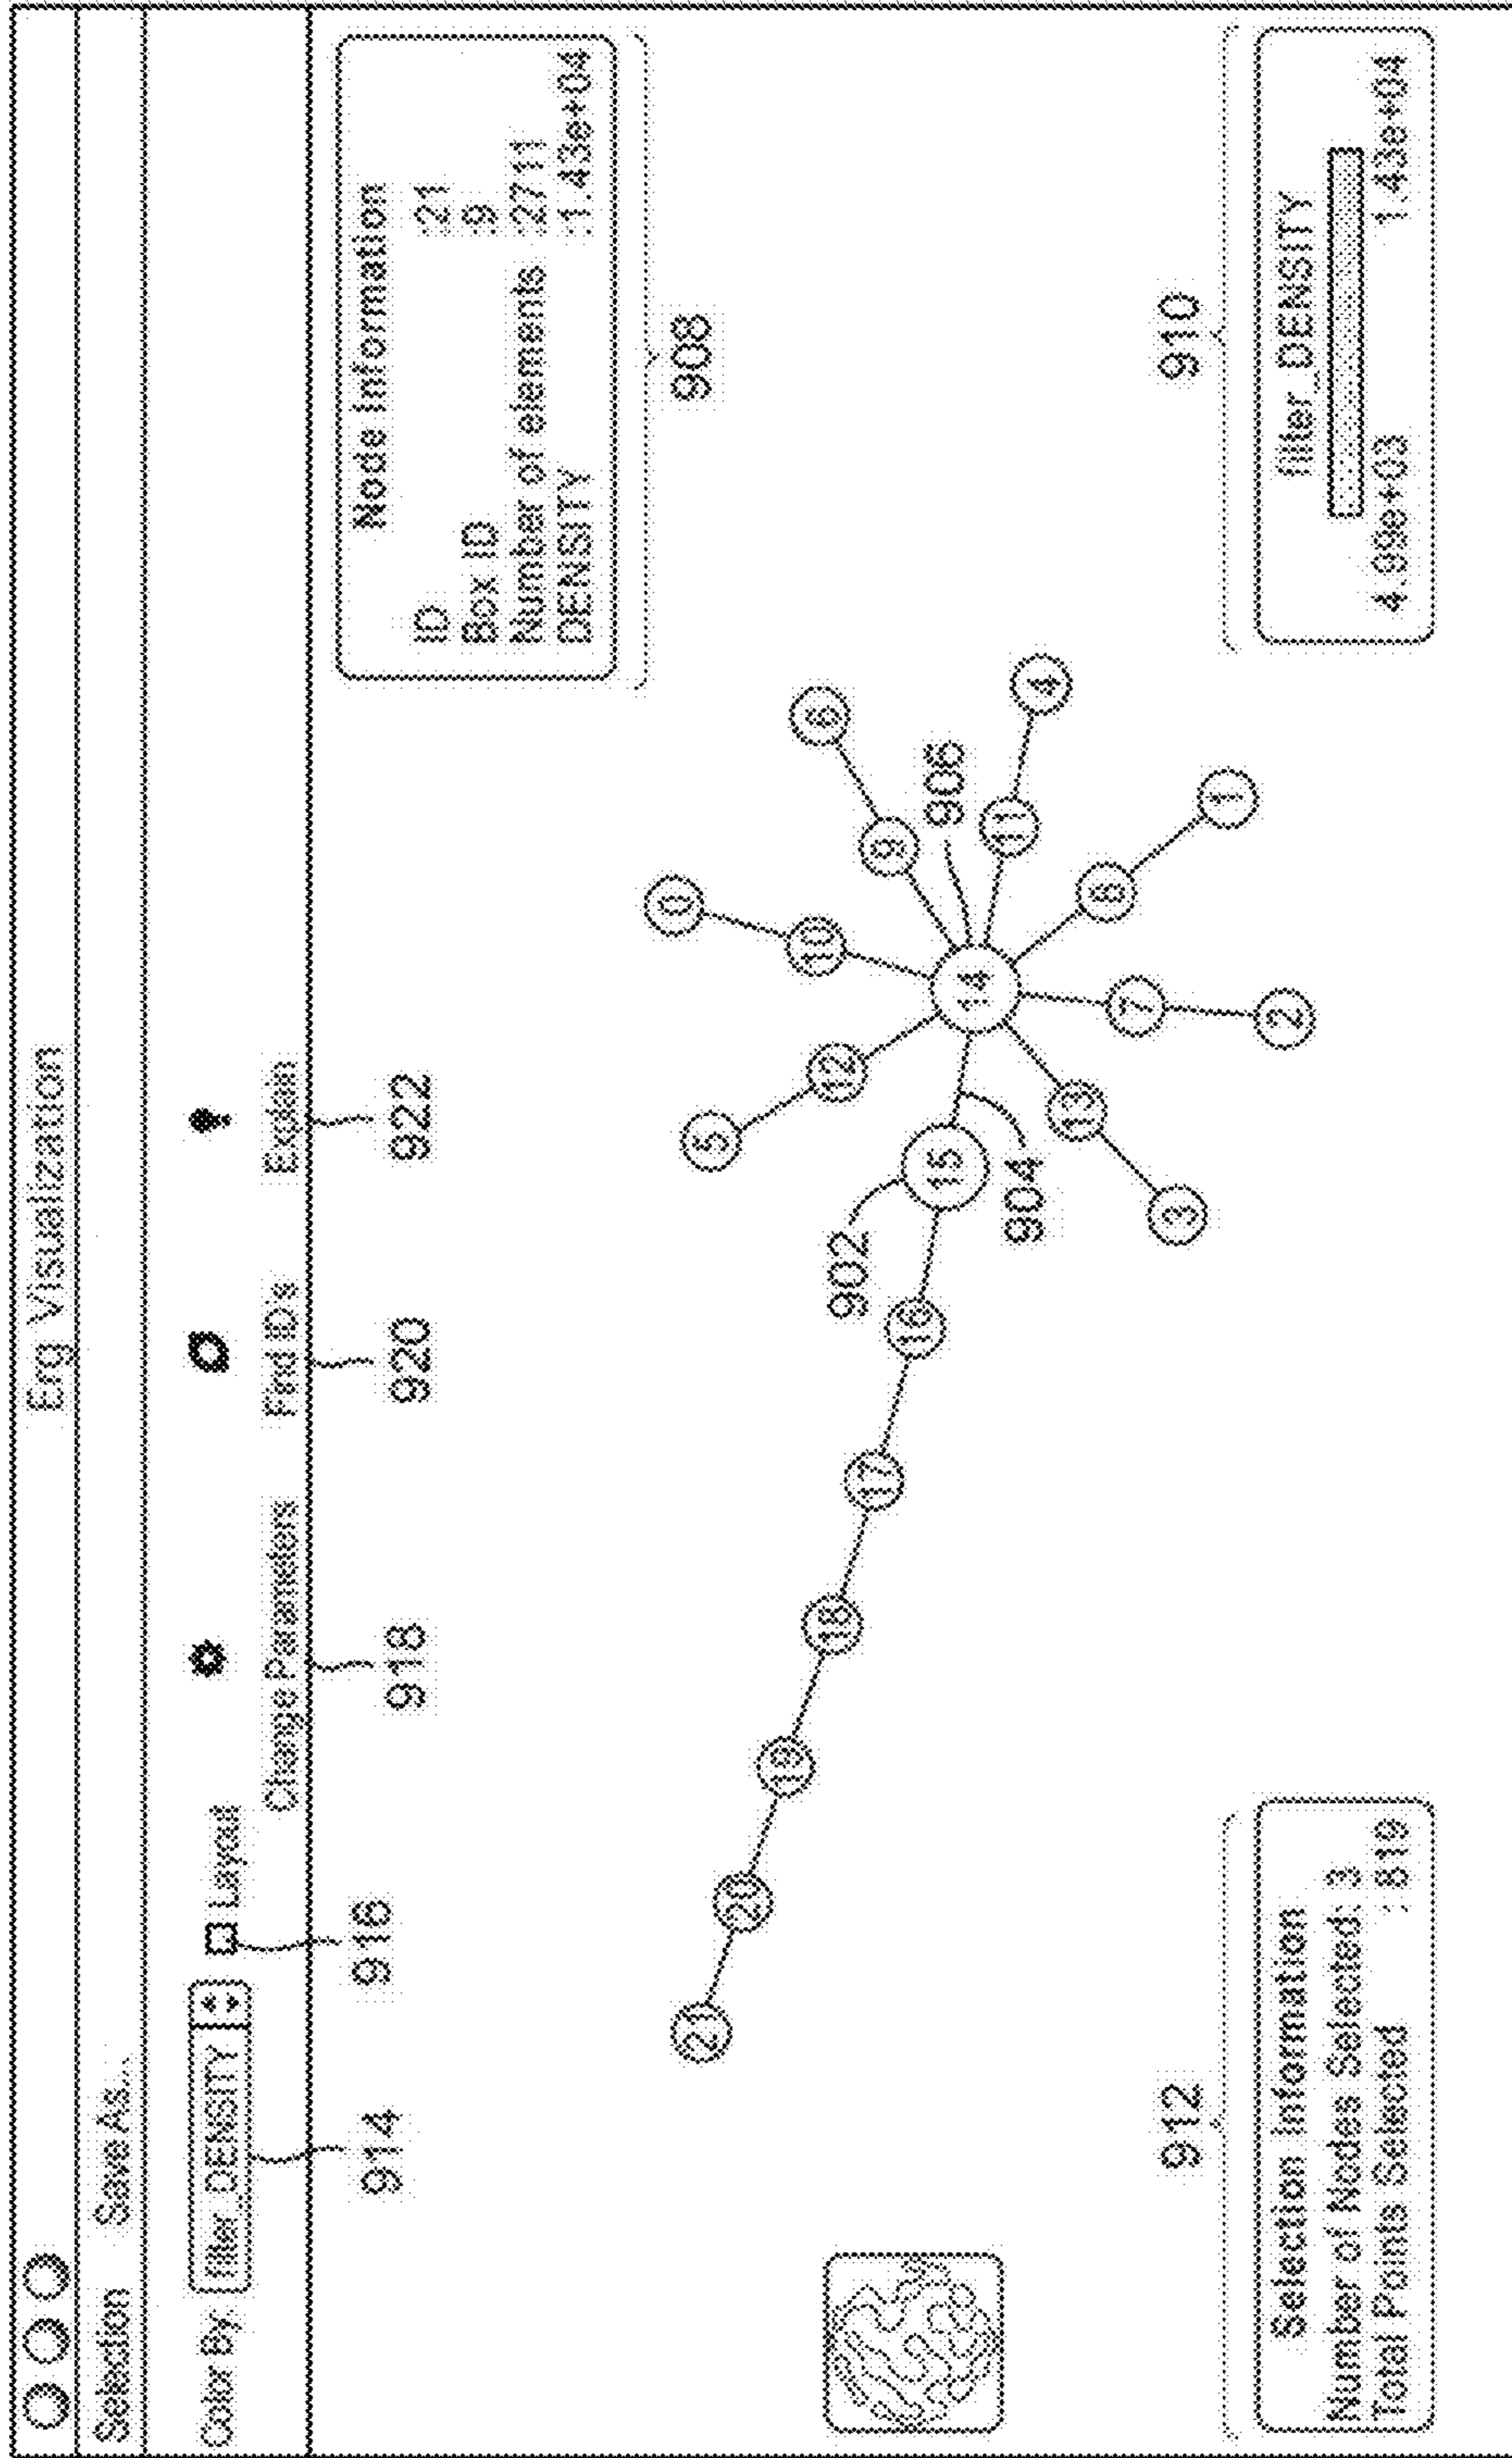 Erg Visualization
Selection Save As...
Color By: filter_DENSITY Layout Change Parameters Find ID's Explain
914 916 918 920 922
Node Information
ID :21
Box ID :9
Number of elements :2711
DENSITY :1.43e+04
908
0
6
5
21
10
12
20
9
19
902
18
906
17
16
15
14
11
4
904
13
8
7
3
1
2
912
910
Selection Information
Number of Nodes Selected: 3
Total Points Selected : 819
filter_DENSITY
4.99e+03 1.43e+04